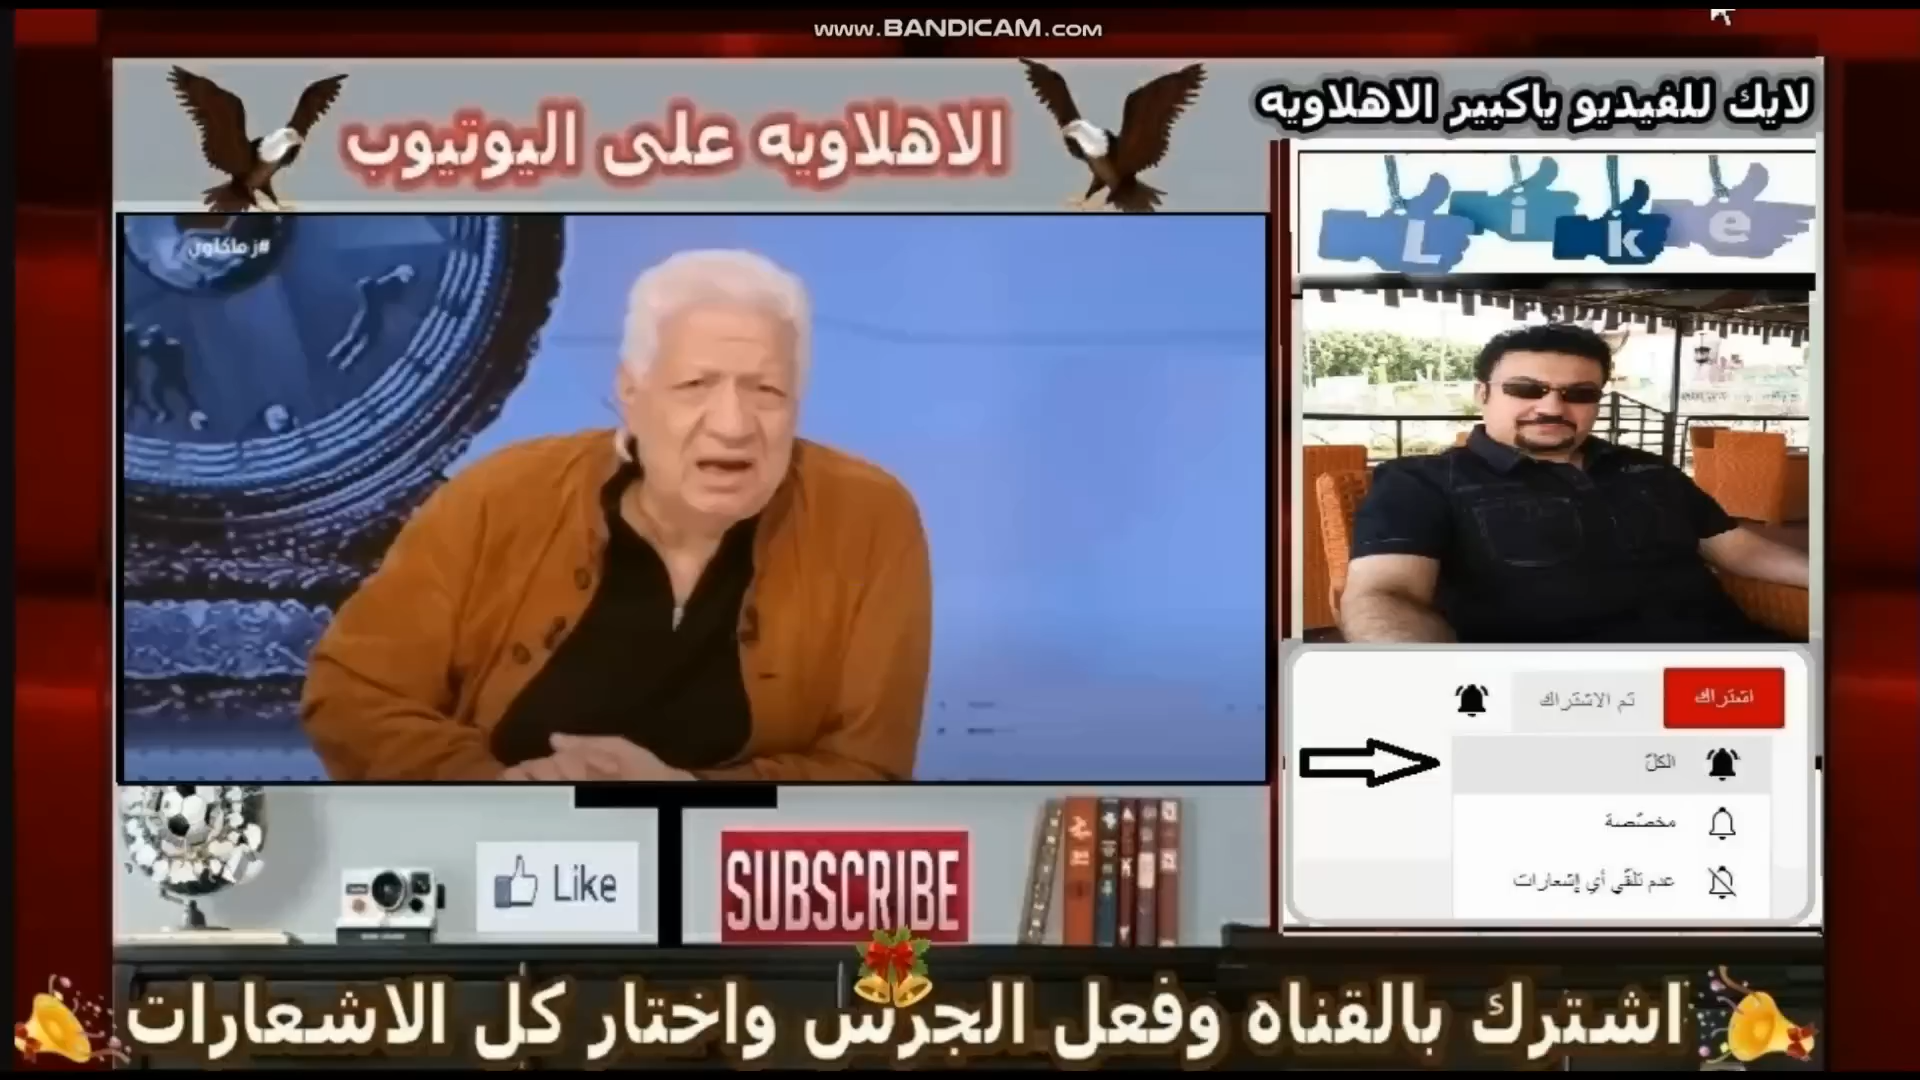 www.BANDICAM.com
الاهلاويه على اليوتيوب
لايك للفيديو ياكبير الاهلاويه
Like
#زملكاوي
اشتراك
تم الاشتراك
الكل
مخصّصة
عدم تلقّي أي إشعارات
Like
SUBSCRIBE
اشترك بالقناه وفعل الجرس واختار كل الاشعارات